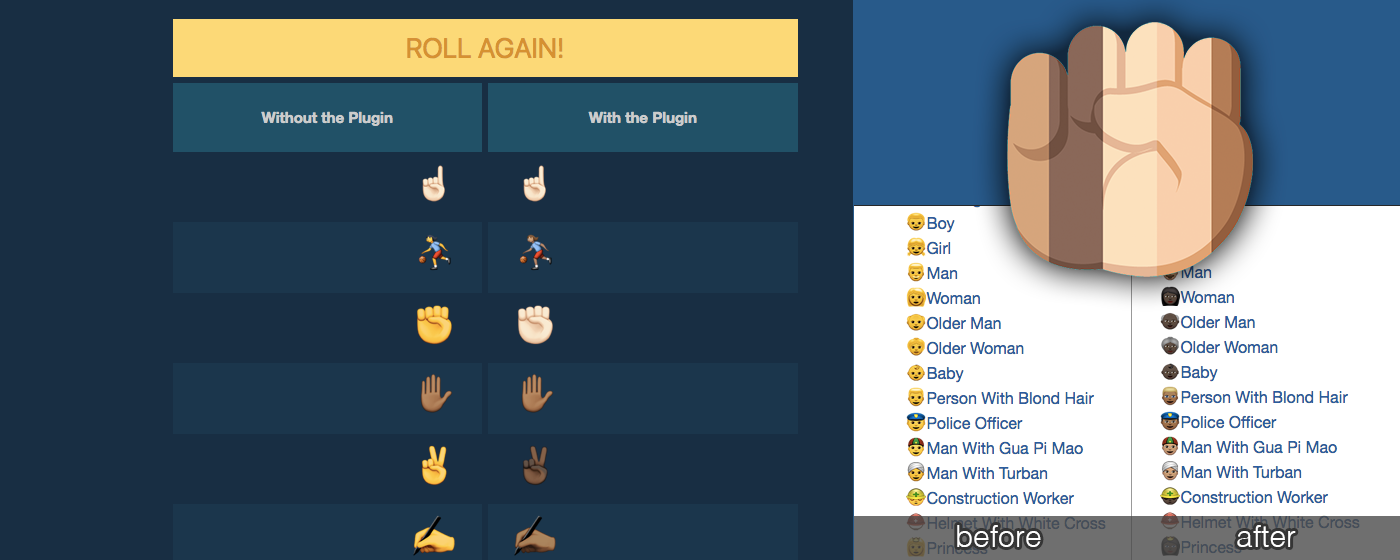 ROLL AGAIN!
Without the Plugin
With the Plugin
Boy
Girl
Man
Woman
Older Man
Older Woman
Baby
Person With Blond Hair
Police Officer
Man With Gua Pi Mao
Man With Turban
Construction Worker
Helmet With White Cross
Princess
before
Man
Woman
Older Man
Older Woman
Baby
Person With Blond Hair
Police Officer
Man With Gua Pi Mao
Man With Turban
Construction Worker
Helmet With White Cross
Princess
after